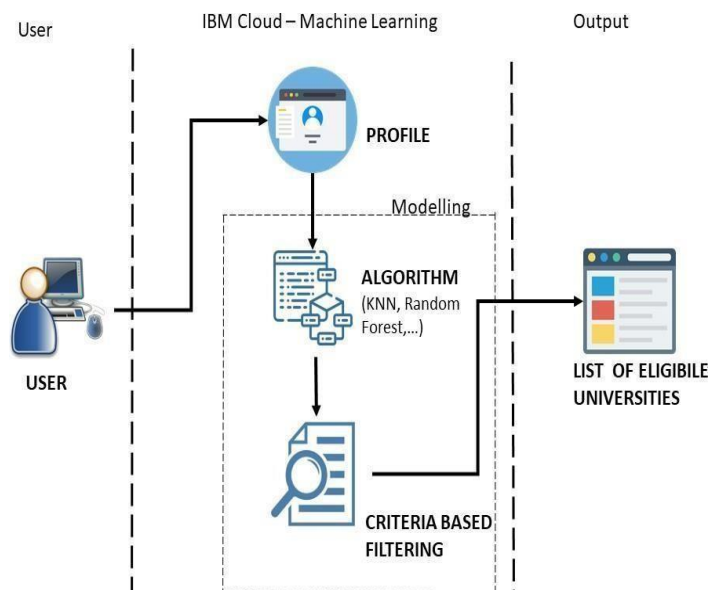 User
IBM Cloud – Machine Learning
Output
PROFILE
Modelling
ALGORITHM
(KNN, Random
Forest,...)
USER
LIST OF ELIGIBILE
UNIVERSITIES
CRITERIA BASED
FILTERING